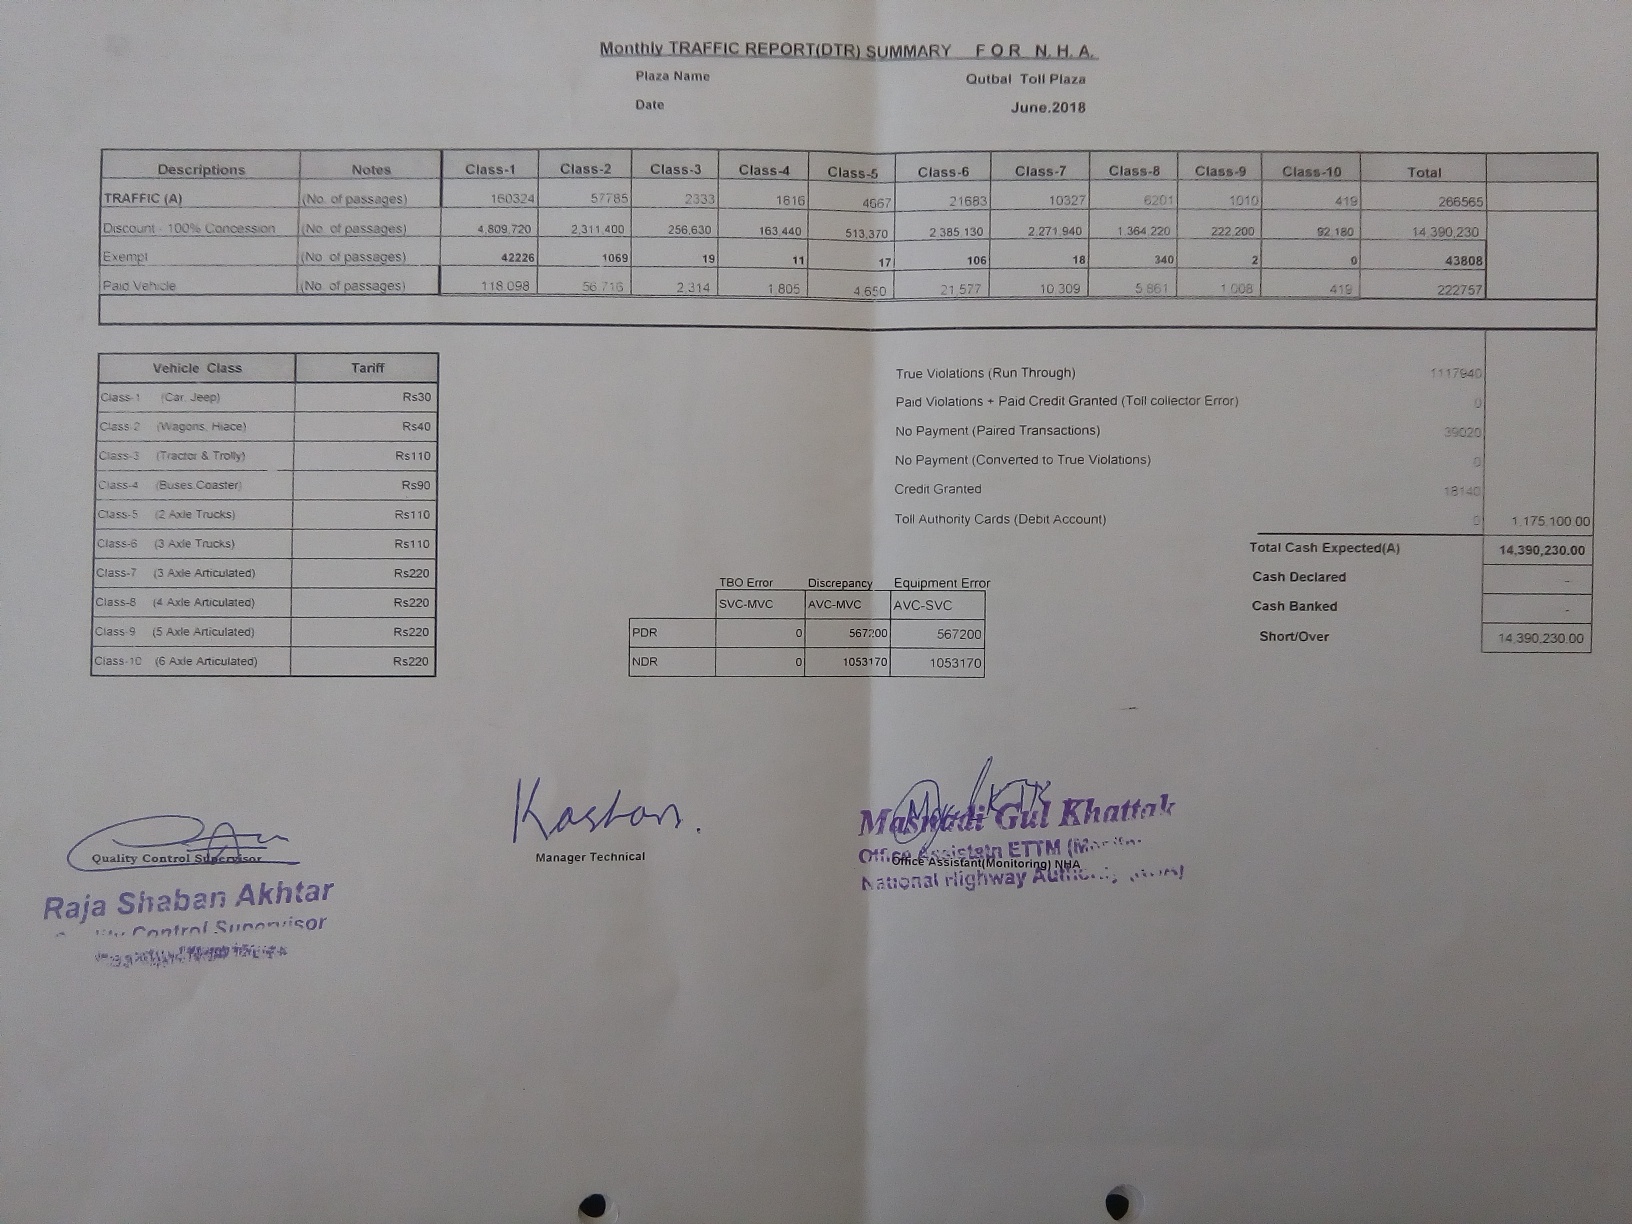 Monthly TRAFFIC REPORT(DTR) SUMMARY F O R N. H. A.
Plaza Name Qutbal Toll Plaza
Date June.2018
Descriptions Notes Class-1 Class-2 Class-3 Class-4 Class-5 Class-6 Class-7 Class-8 Class-9 Class-10 Total
TRAFFIC (A) (No. of passages) 160324 57785 2333 1816 4667 21683 10327 6201 1010 419 266565
Discount - 100% Concession (No. of passages) 4,809,720 2,311,400 256,630 163,440 513,370 2,385,130 2,271,940 1,364,220 222,200 92,180 14,390,230
Exempt (No. of passages) 42226 1069 19 11 17 106 18 340 2 0 43808
Paid Vehicle (No. of passages) 118,098 56,716 2,314 1,805 4,650 21,577 10,309 5,861 1,008 419 222757
Vehicle Class Tariff
Class-1 (Car, Jeep) Rs30
Class-2 (Wagons, Hiace) Rs40
Class-3 (Tractor & Trolly) Rs110
Class-4 (Buses,Coaster) Rs90
Class-5 (2 Axle Trucks) Rs110
Class-6 (3 Axle Trucks) Rs110
Class-7 (3 Axle Articulated) Rs220
Class-8 (4 Axle Articulated) Rs220
Class-9 (5 Axle Articulated) Rs220
Class-10 (6 Axle Articulated) Rs220
True Violations (Run Through) 1117940
Paid Violations + Paid Credit Granted (Toll collector Error) 0
No Payment (Paired Transactions) 39020
No Payment (Converted to True Violations) 0
Credit Granted 18140
Toll Authority Cards (Debit Account) 0 1,175,100.00
Total Cash Expected(A) 14,390,230.00
Cash Declared -
Cash Banked -
Short/Over 14,390,230.00
TBO Error Discrepancy Equipment Error
SVC-MVC AVC-MVC AVC-SVC
PDR 0 567200 567200
NDR 0 1053170 1053170
Quality Control Supervisor
Raja Shaban Akhtar
Control Supervisor
Manager Technical
Gul Khattak
Office Assistatn ETTM
Office Assistant(Monitoring) NHA
National Highway